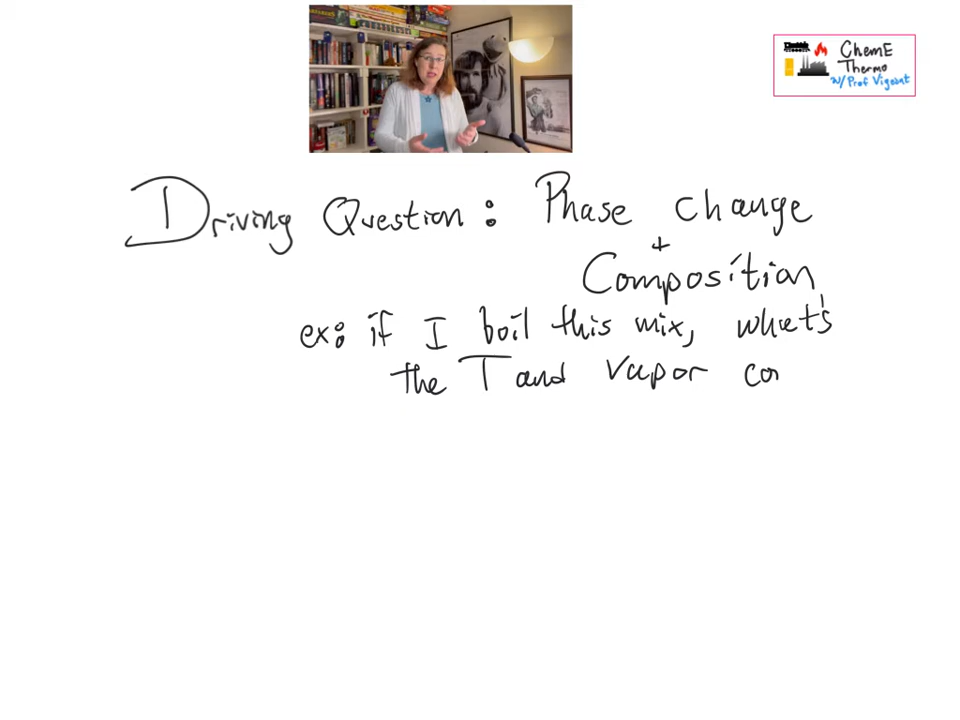 ChemE
Thermo
w/Prof Vigeant
Driving Question: Phase change
+
Composition
ex: if I boil this mix, what's
the T and vapor co